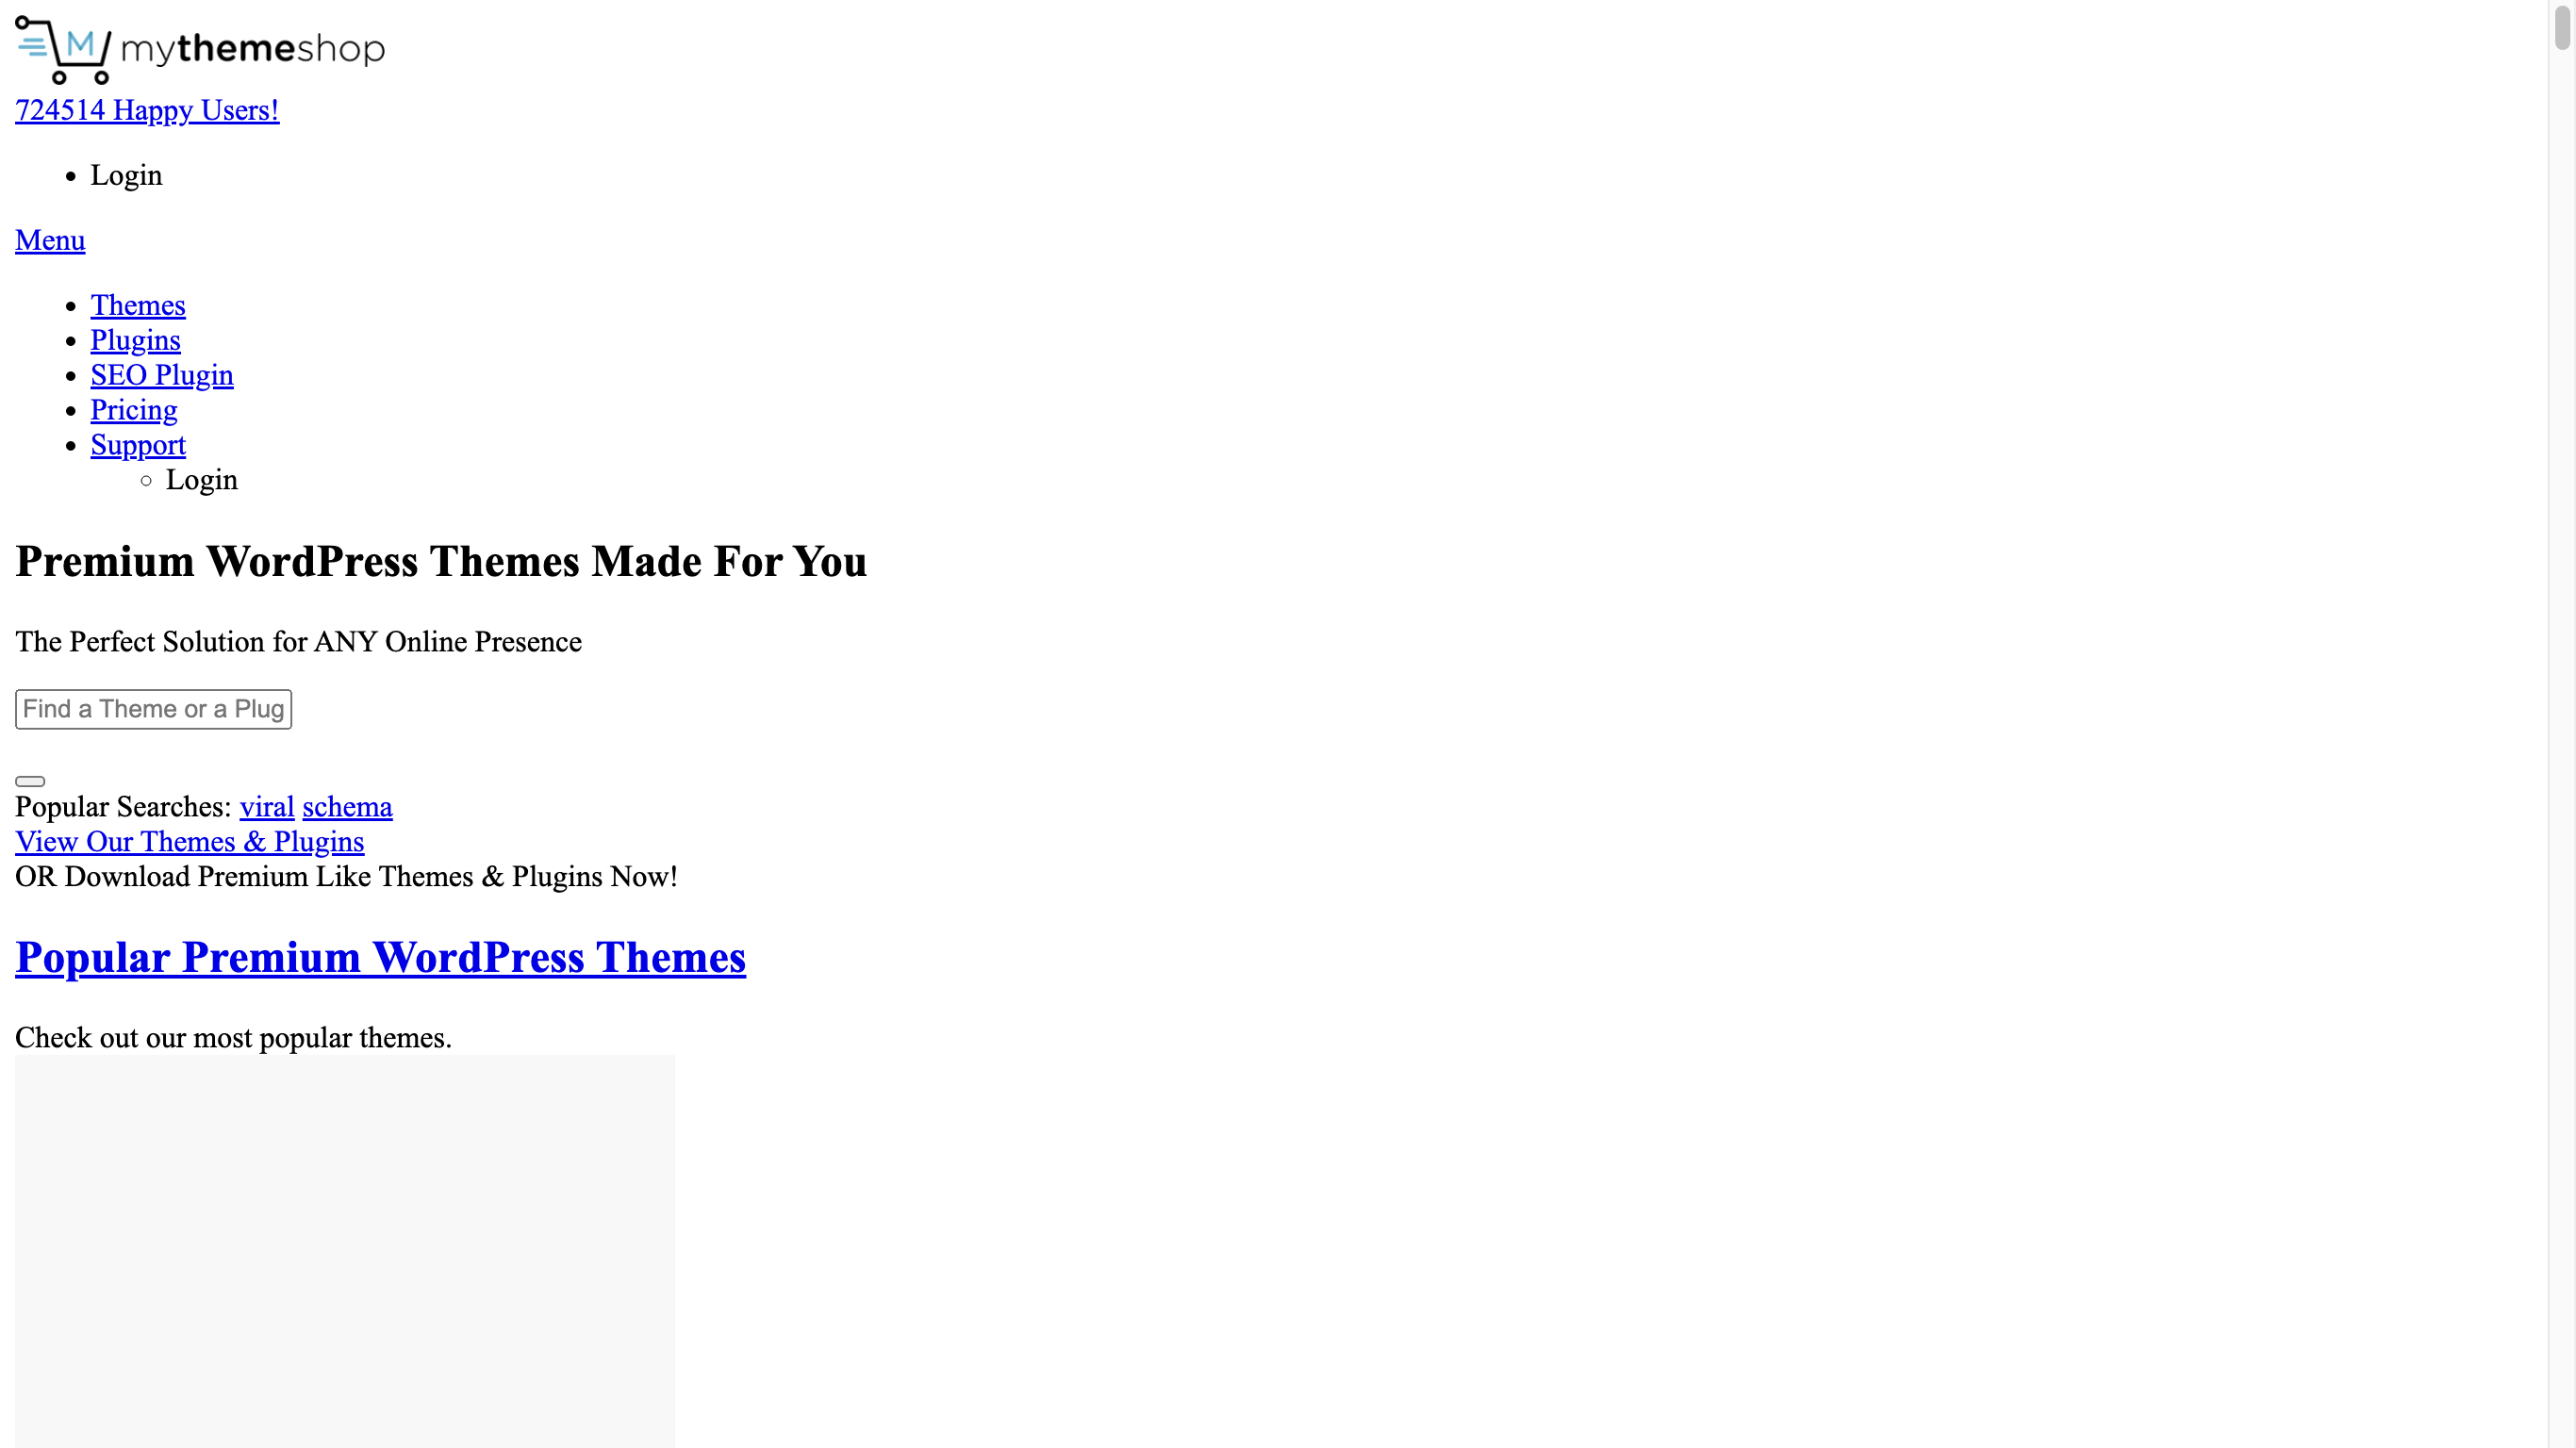 mythemeshop
724514 Happy Users!
Login
Menu
Themes
Plugins
SEO Plugin
Pricing
Support
Login
Premium WordPress Themes Made For You
The Perfect Solution for ANY Online Presence
Find a Theme or a Plug
Popular Searches: viral schema
View Our Themes & Plugins
OR Download Premium Like Themes & Plugins Now!
Popular Premium WordPress Themes
Check out our most popular themes.